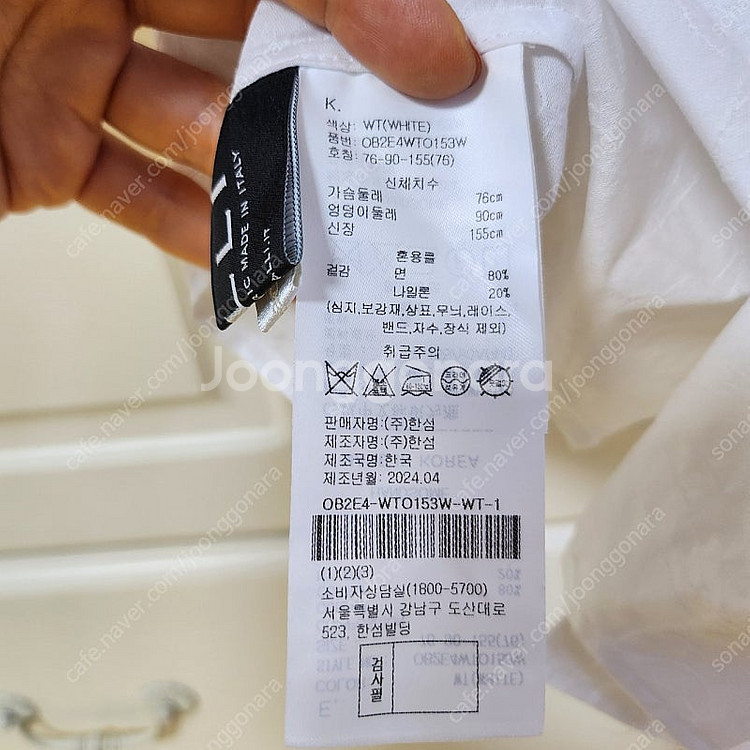 K.
색상: WT(WHITE)
품번: OB2E4WTO153W
호칭: 76-90-155(76)
신체치수
가슴둘레 76cm
엉덩이둘레 90cm
신장 155cm
혼용률
겉감 면 80%
나일론 20%
(심지,보강재,상표,무늬,레이스,
밴드,자수,장식 제외)
취급주의
판매자명:(주)한섬
제조자명:(주)한섬
제조국명:한국
제조년월: 2024.04
OB2E4-WTO153W-WT-1
(1)(2)(3)
소비자상담실(1800-5700)
서울특별시 강남구 도산대로
523, 한섬빌딩
검사필
MADE IN ITALY
Joonggonara
cafe.naver.com/joonggonara